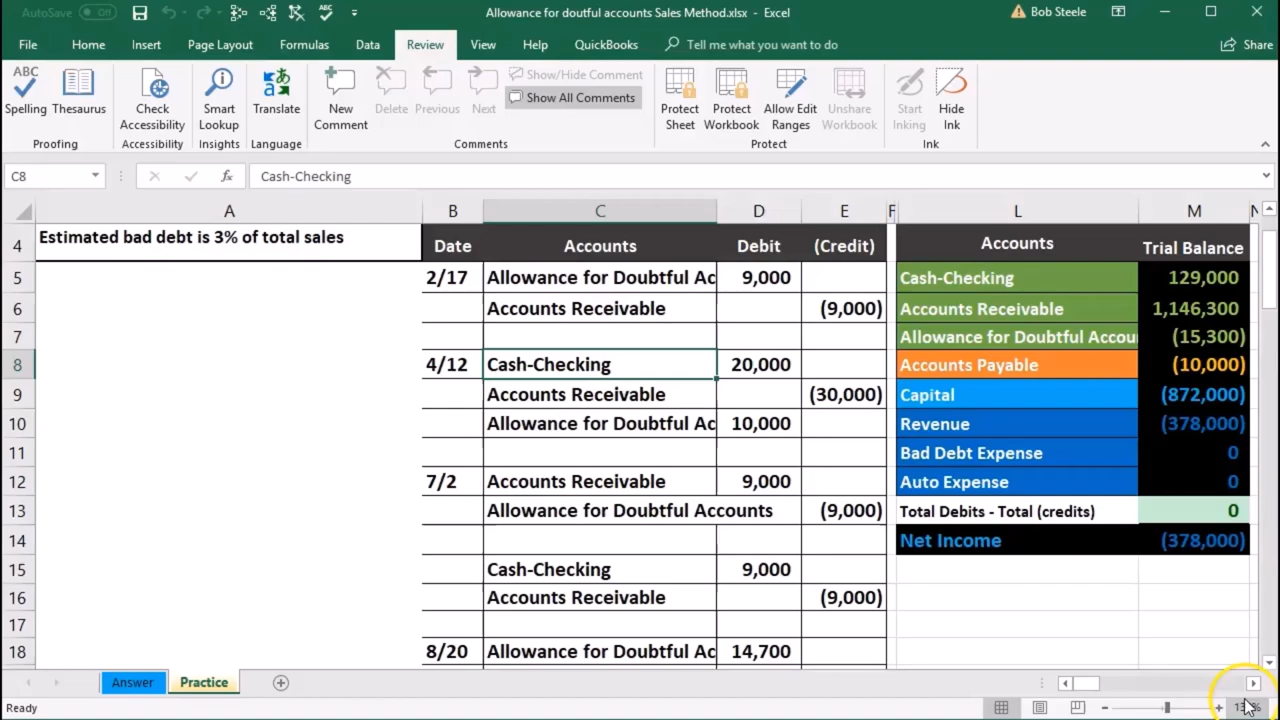 AutoSave Off Allowance for doutful accounts Sales Method.xlsx - Excel Bob Steele
File Home Insert Page Layout Formulas Data Review View Help QuickBooks Tell me what you want to do Share
ABC
Spelling Thesaurus Check Accessibility Smart Lookup Translate New Comment Delete Previous Next Show/Hide Comment Show All Comments Protect Sheet Protect Workbook Allow Edit Ranges Unshare Workbook Start Inking Hide Ink
Proofing Accessibility Insights Language Comments Protect Ink
C8 fx Cash-Checking
A B C D E F L M N
4 Estimated bad debt is 3% of total sales Date Accounts Debit (Credit) Accounts Trial Balance
5 2/17 Allowance for Doubtful Ac 9,000 Cash-Checking 129,000
6 Accounts Receivable (9,000) Accounts Receivable 1,146,300
7 Allowance for Doubtful Accou (15,300)
8 4/12 Cash-Checking 20,000 Accounts Payable (10,000)
9 Accounts Receivable (30,000) Capital (872,000)
10 Allowance for Doubtful Ac 10,000 Revenue (378,000)
11 Bad Debt Expense 0
12 7/2 Accounts Receivable 9,000 Auto Expense 0
13 Allowance for Doubtful Accounts (9,000) Total Debits - Total (credits) 0
14 Net Income (378,000)
15 Cash-Checking 9,000
16 Accounts Receivable (9,000)
17
18 8/20 Allowance for Doubtful Ac 14,700
Answer Practice
Ready